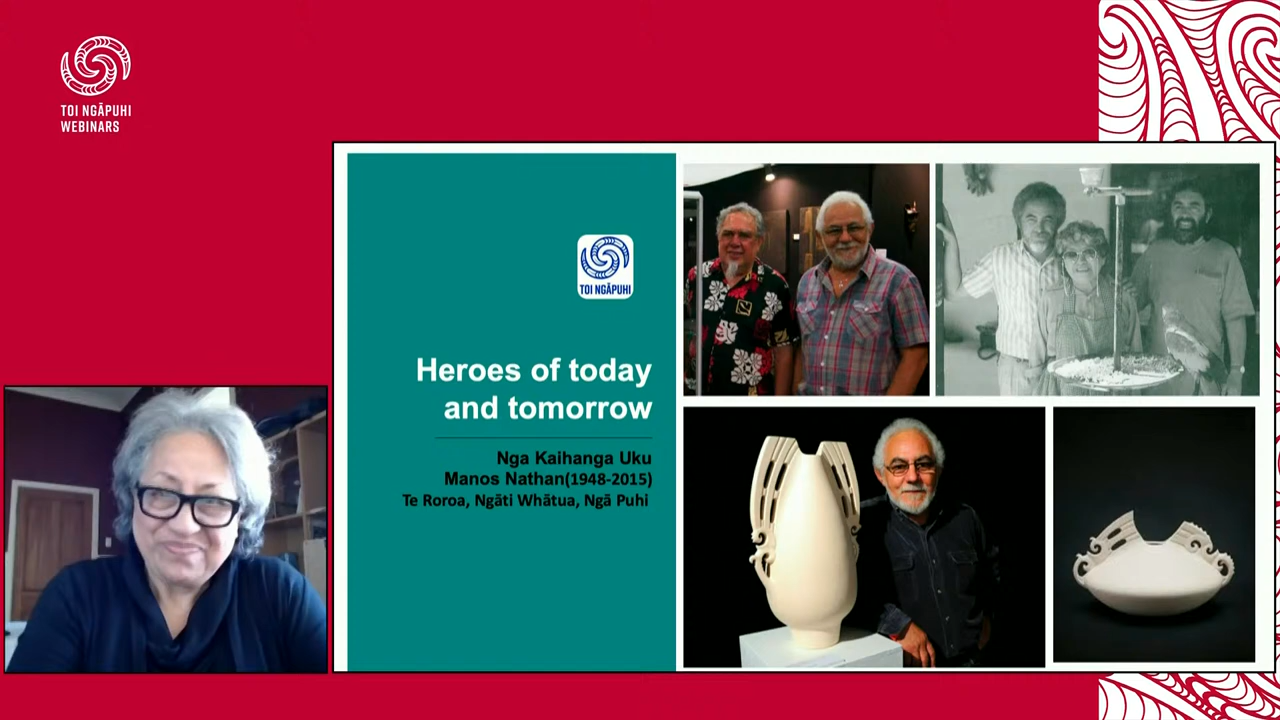 TOI NGĀPUHI
WEBINARS
TOI NGĀPUHI
Heroes of today
and tomorrow
Nga Kaihanga Uku
Manos Nathan(1948-2015)
Te Roroa, Ngāti Whātua, Ngā Puhi